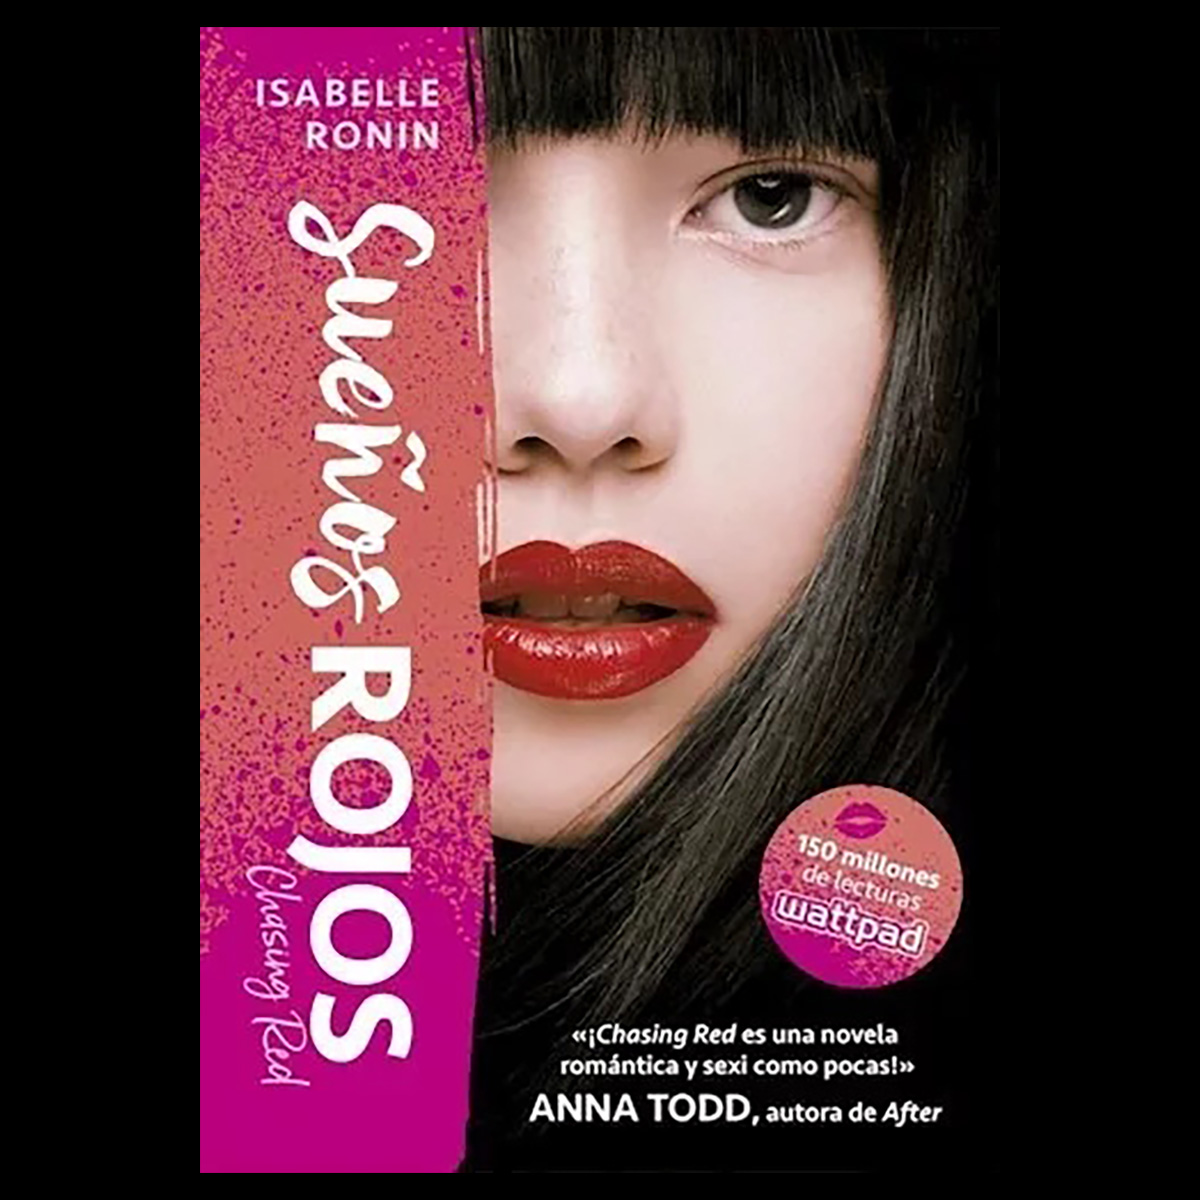 ISABELLE
RONIN
Sueños ROJOS
Chasing Red
150 millones
de lecturas
wattpad
«¡Chasing Red es una novela
romántica y sexi como pocas!»
ANNA TODD, autora de After